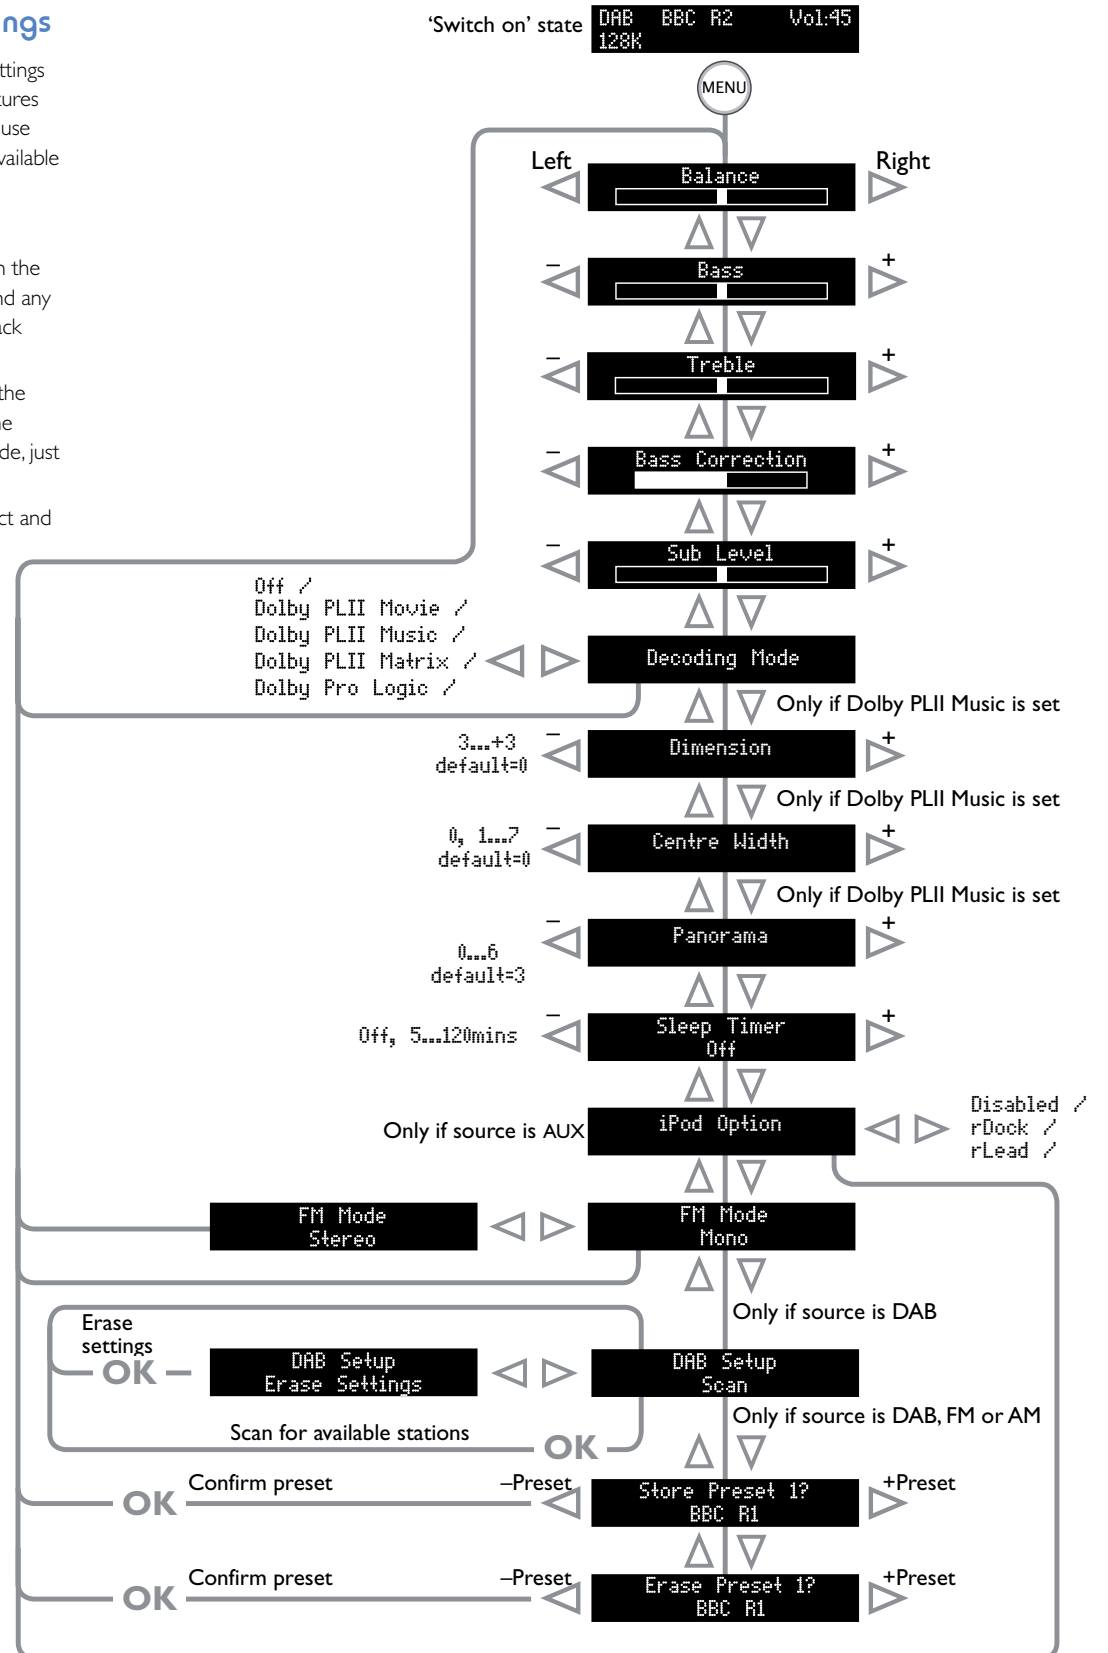 ngs
ttings
tures
use
vailable
n the
nd any
ack
the
ne
de, just
ct and
‘Switch on’ state
DAB BBC R2 Vol:45
128K
MENU
Left
Balance
Right
–
Bass
+
–
Treble
+
–
Bass Correction
+
–
Sub Level
+
Off /
Dolby PLII Movie /
Dolby PLII Music /
Dolby PLII Matrix /
Dolby Pro Logic /
Decoding Mode
Only if Dolby PLII Music is set
3...+3
default=0
–
Dimension
+
Only if Dolby PLII Music is set
0, 1...7
default=0
–
Centre Width
+
Only if Dolby PLII Music is set
0...6
default=3
–
Panorama
+
Off, 5...120mins
–
Sleep Timer
Off
+
Only if source is AUX
iPod Option
Disabled /
rDock /
rLead /
FM Mode
Stereo
FM Mode
Mono
Only if source is DAB
Erase
settings
OK
DAB Setup
Erase Settings
DAB Setup
Scan
Only if source is DAB, FM or AM
Scan for available stations
OK
OK
Confirm preset
–Preset
Store Preset 1?
BBC R1
+Preset
OK
Confirm preset
–Preset
Erase Preset 1?
BBC R1
+Preset